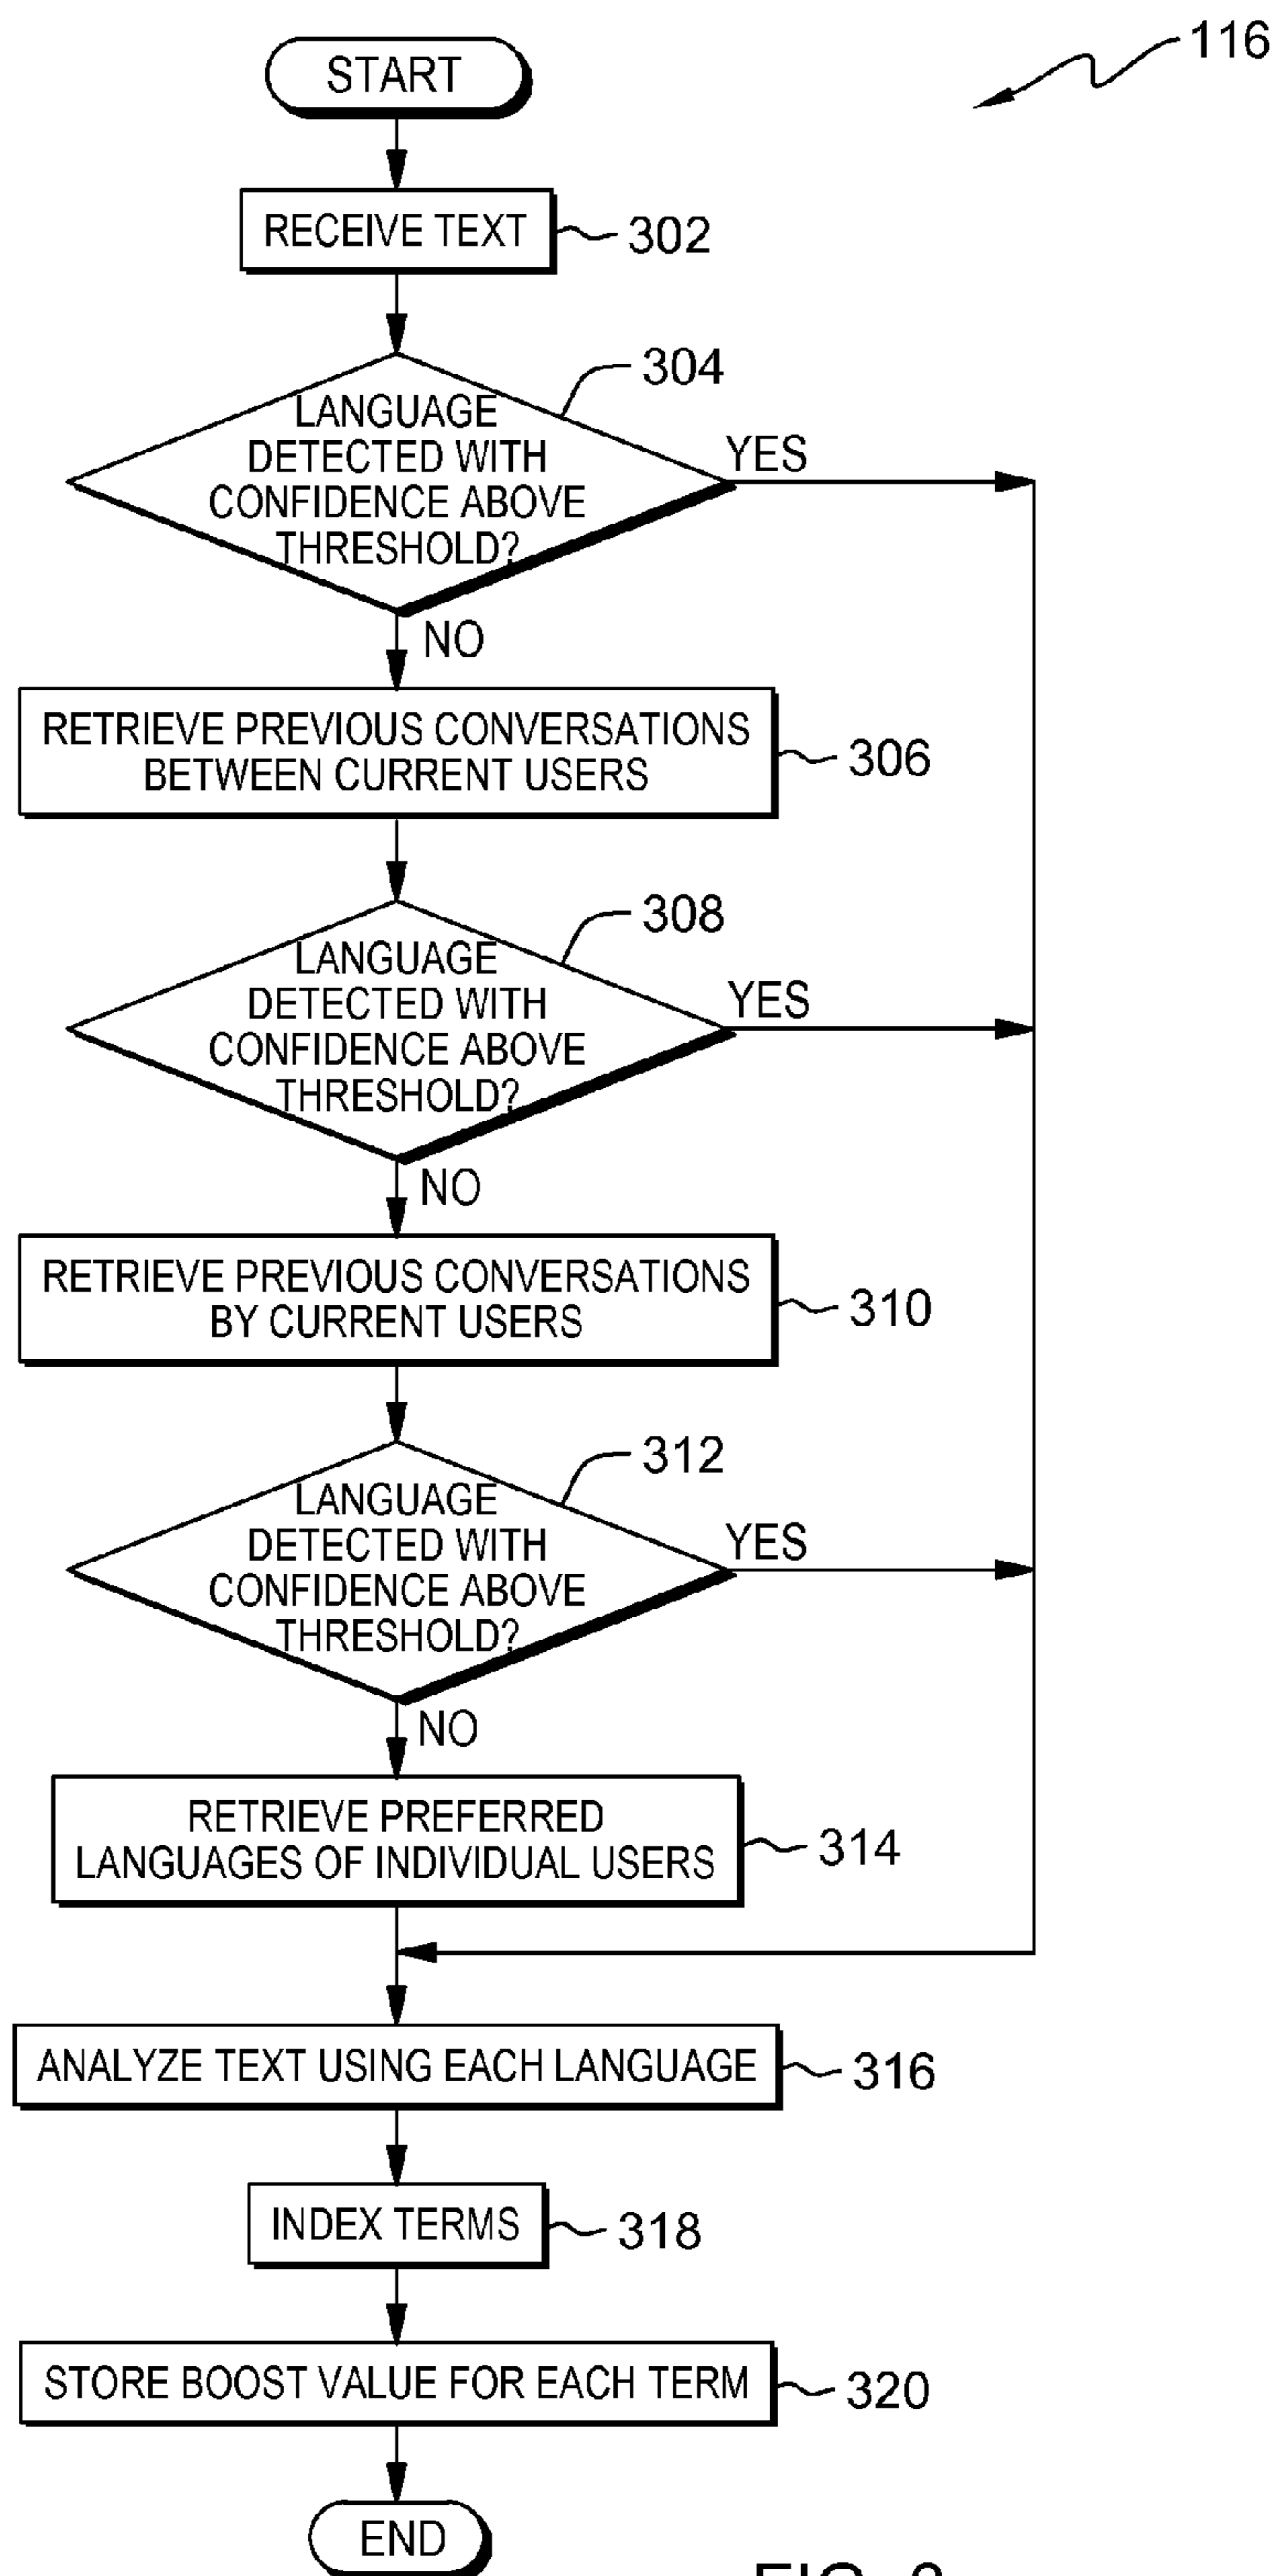 116
START
RECEIVE TEXT
302
304
LANGUAGE
DETECTED WITH
CONFIDENCE ABOVE
THRESHOLD?
YES
NO
RETRIEVE PREVIOUS CONVERSATIONS
BETWEEN CURRENT USERS
306
308
LANGUAGE
DETECTED WITH
CONFIDENCE ABOVE
THRESHOLD?
YES
NO
RETRIEVE PREVIOUS CONVERSATIONS
BY CURRENT USERS
310
312
LANGUAGE
DETECTED WITH
CONFIDENCE ABOVE
THRESHOLD?
YES
NO
RETRIEVE PREFERRED
LANGUAGES OF INDIVIDUAL USERS
314
ANALYZE TEXT USING EACH LANGUAGE
316
INDEX TERMS
318
STORE BOOST VALUE FOR EACH TERM
320
END
FIG.